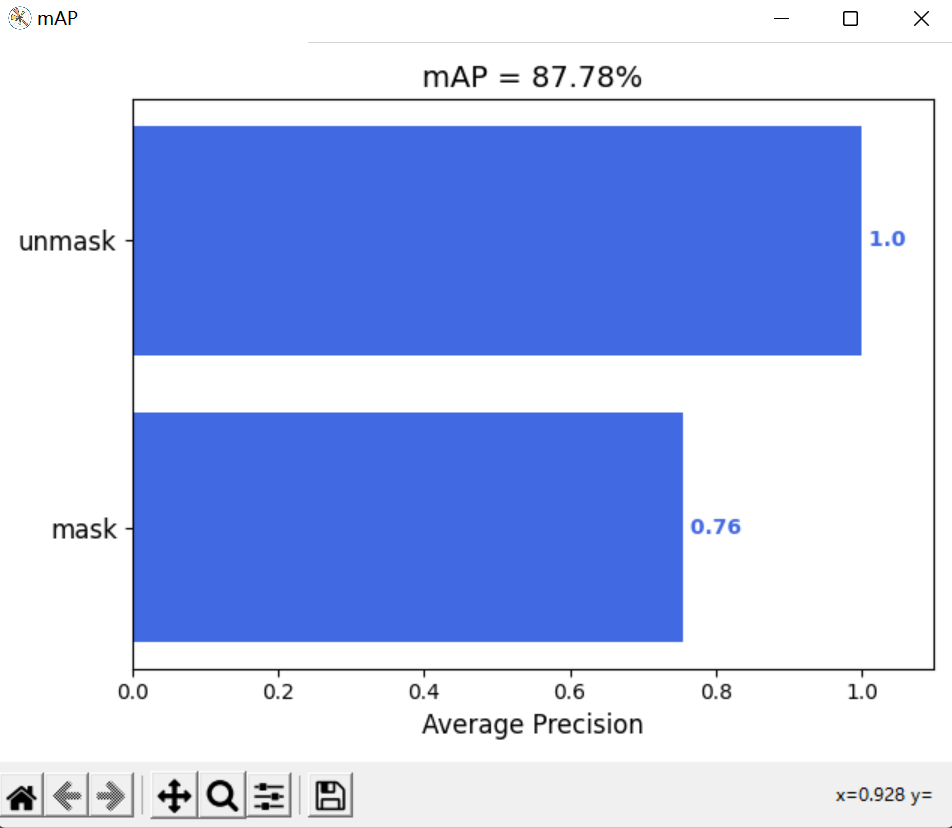 mAP
mAP = 87.78%
unmask
1.0
mask
0.76
0.0 0.2 0.4 0.6 0.8 1.0
Average Precision
x=0.928 y=